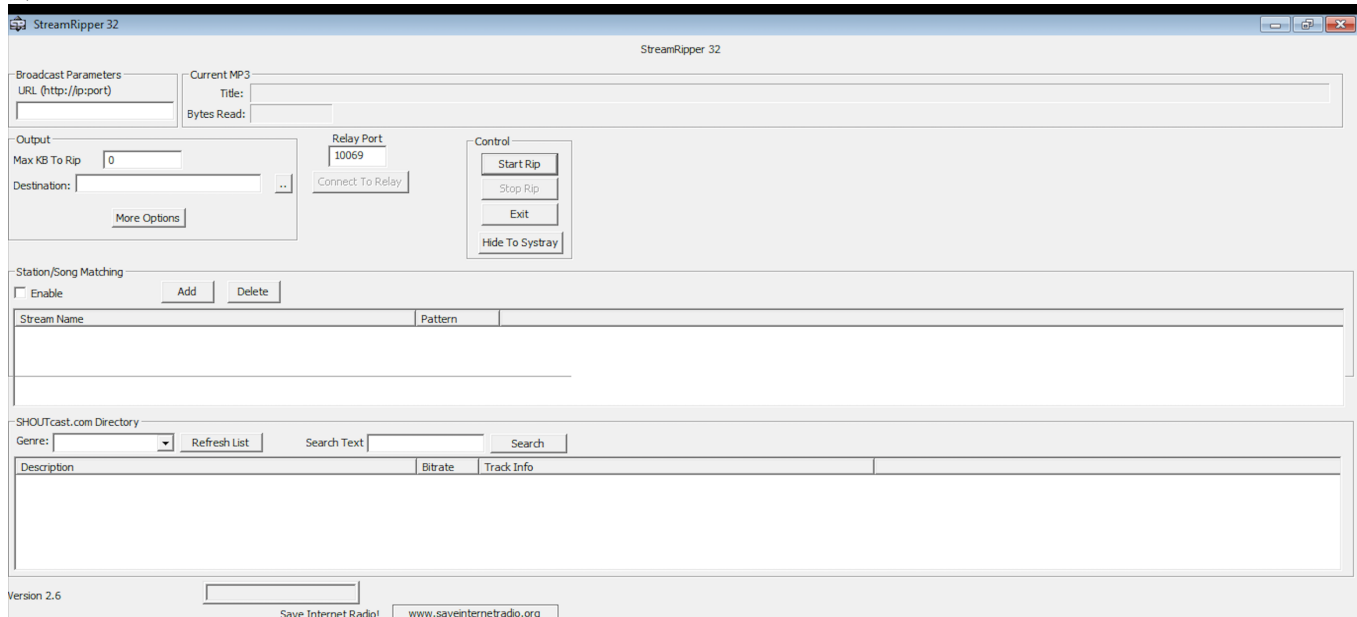 StreamRipper 32
StreamRipper 32
Broadcast Parameters
URL (http://ip:port)
Current MP3
Title:
Bytes Read:
Output
Max KB To Rip 0
Destination: ..
More Options
Relay Port
10069
Connect To Relay
Control
Start Rip
Stop Rip
Exit
Hide To Systray
Station/Song Matching
Enable Add Delete
Stream Name Pattern
SHOUTcast.com Directory
Genre: Refresh List Search Text Search
Description Bitrate Track Info
Version 2.6
Save Internet Radio! www.saveinternetradio.org